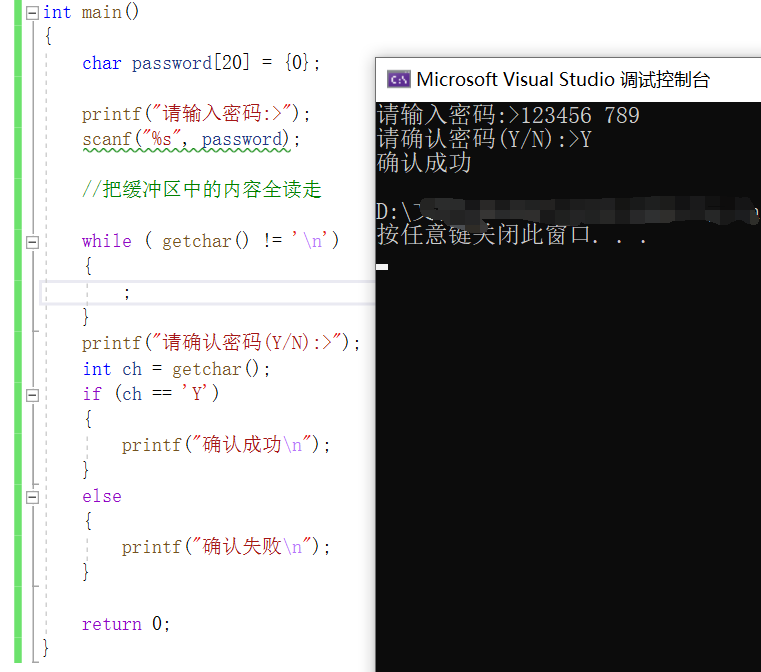 int main()
{
char password[20] = {0};
printf("请输入密码:>");
scanf("%s", password);
//把缓冲区中的内容全读走
while ( getchar() != '\n')
{
;
}
printf("请确认密码(Y/N):>");
int ch = getchar();
if (ch == 'Y')
{
printf("确认成功\n");
}
else
{
printf("确认失败\n");
}
return 0;
}
Microsoft Visual Studio 调试控制台
请输入密码:>123456 789
请确认密码(Y/N):>Y
确认成功
D:\
按任意键关闭此窗口. . .